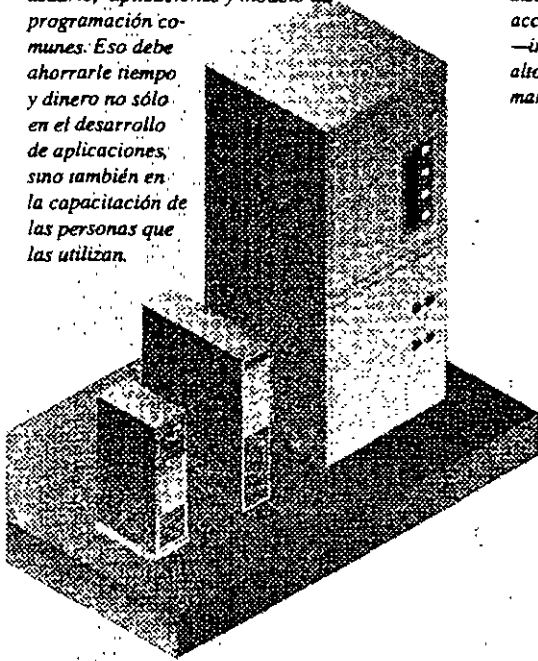 programación co-
munes. Eso debe
ahorrarle tiempo
y dinero no sólo
en el desarrollo
de aplicaciones,
sino también en
la capacitación de
las personas que
las utilizan.